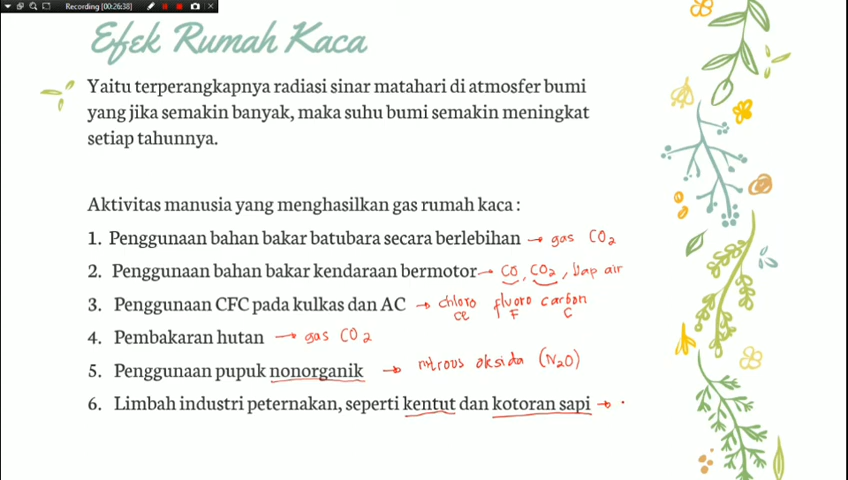 Recording [00:26:38]
Efek Rumah Kaca
Yaitu terperangkapnya radiasi sinar matahari di atmosfer bumi
yang jika semakin banyak, maka suhu bumi semakin meningkat
setiap tahunnya.
Aktivitas manusia yang menghasilkan gas rumah kaca :
1. Penggunaan bahan bakar batubara secara berlebihan → gas CO2
2. Penggunaan bahan bakar kendaraan bermotor → CO, CO2, Uap air
3. Penggunaan CFC pada kulkas dan AC → chloro fluoro carbon
Cl F C
4. Pembakaran hutan → gas CO2
5. Penggunaan pupuk nonorganik → nitrous oksida (N2O)
6. Limbah industri peternakan, seperti kentut dan kotoran sapi →